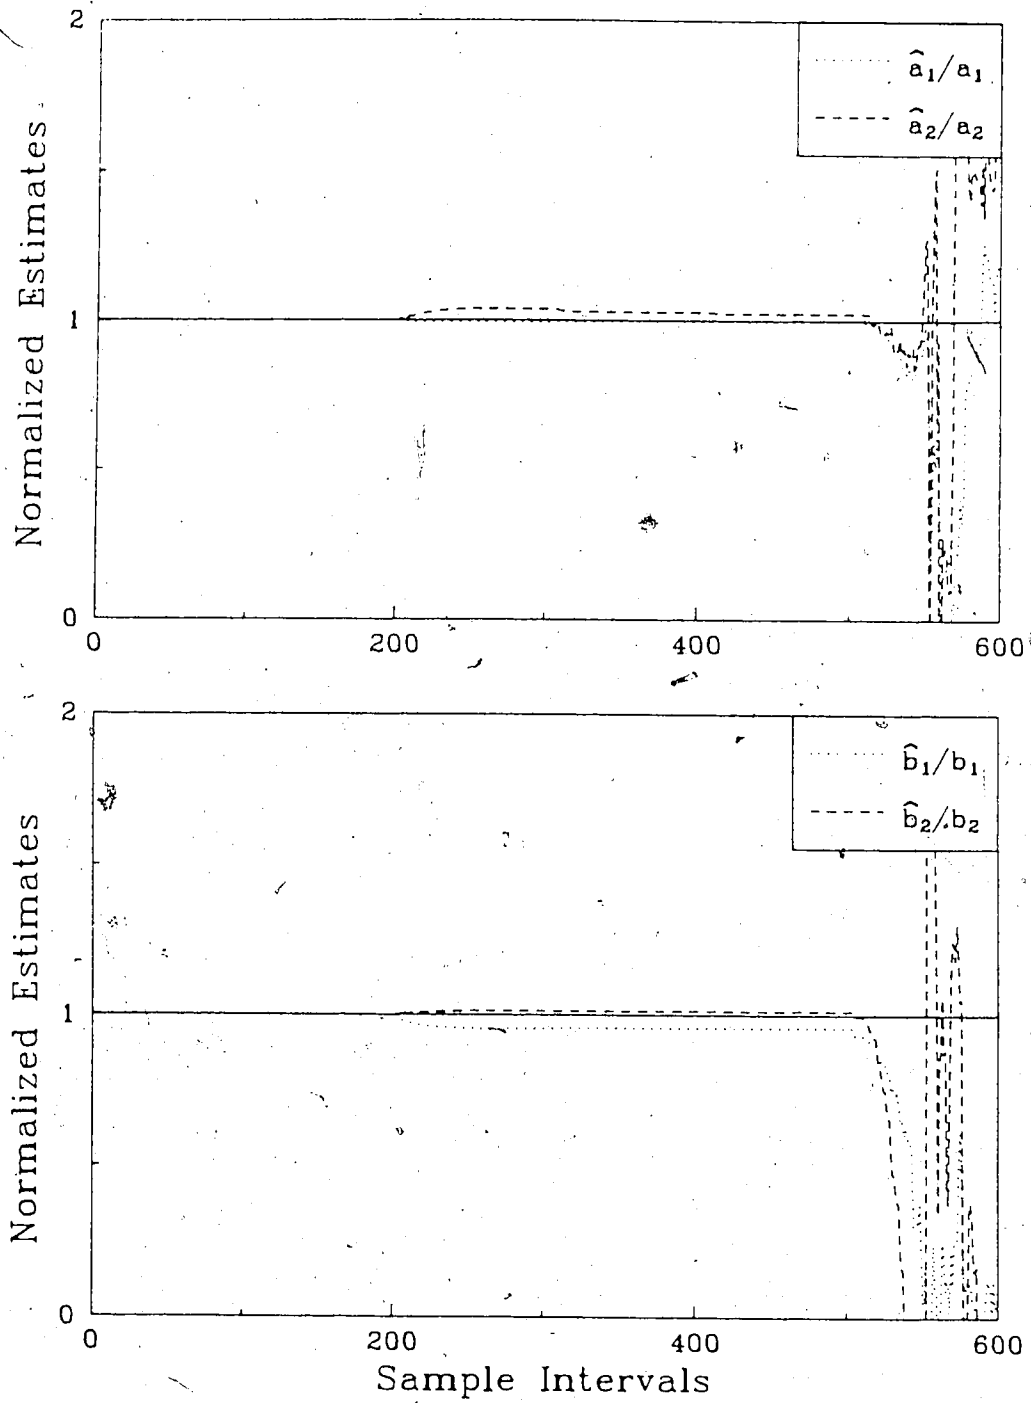 2
â₁/a₁
â₂/a₂
Normalized Estimates
1
0
0 200 400 600
2
b̂₁/b₁
b̂₂/b₂
Normalized Estimates
1
0
0 200 400 600
Sample Intervals